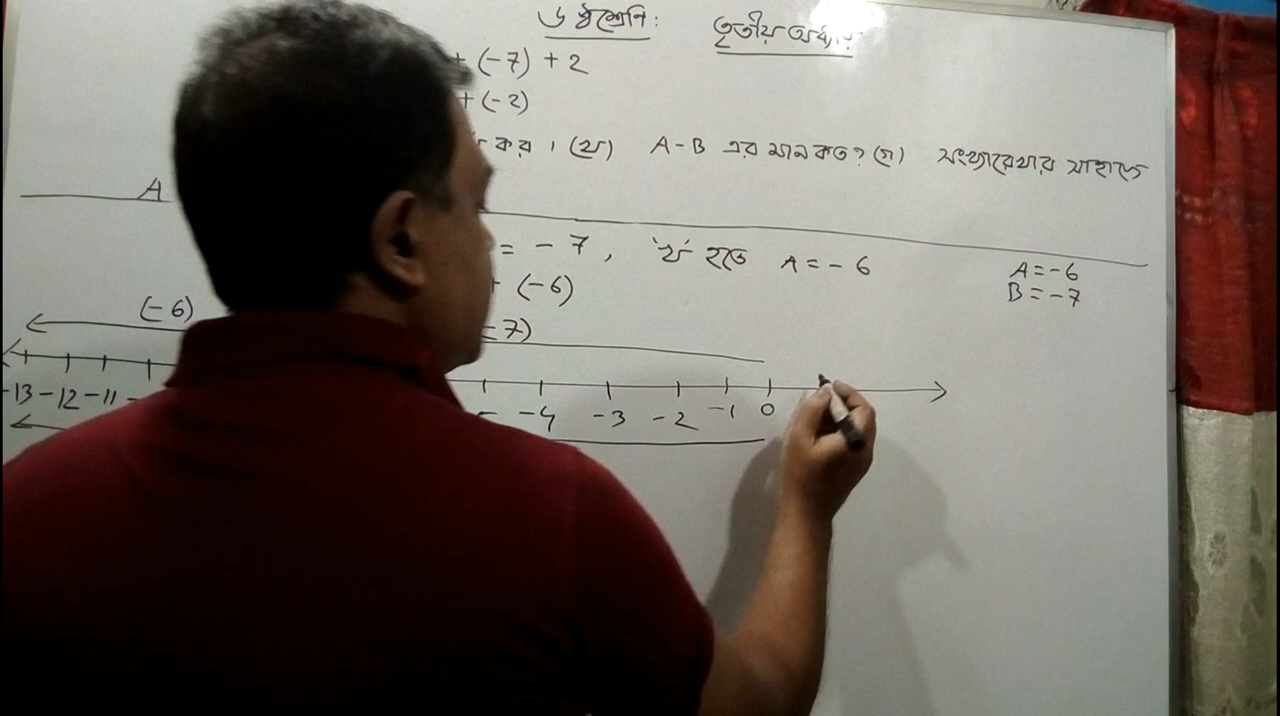 ৬ ষ্ঠ শ্রেণি: তৃতীয় অধ্যায়
+ (-7) + 2
+ (-2)
কর । (খ) A-B এর মান কত? (গ) সংখ্যারেখার সাহায্যে
A
= - 7 , 'খ' হতে A = - 6
A = -6
+ (-6)
B = -7
(-6)
7)
-13 -12 -11 -4 -3 -2 -1 0